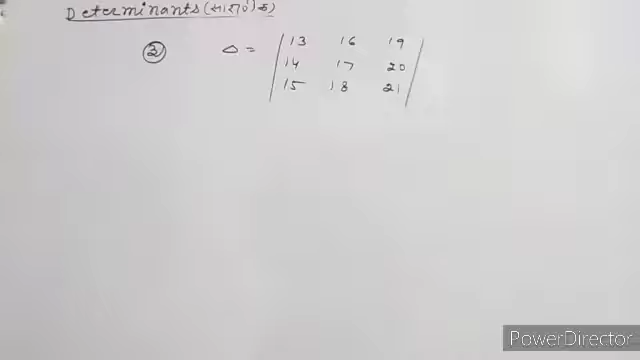 Determinants (सारणिक)
② Δ = | 13 16 19 |
| 14 17 20 |
| 15 18 21 |
PowerDirector